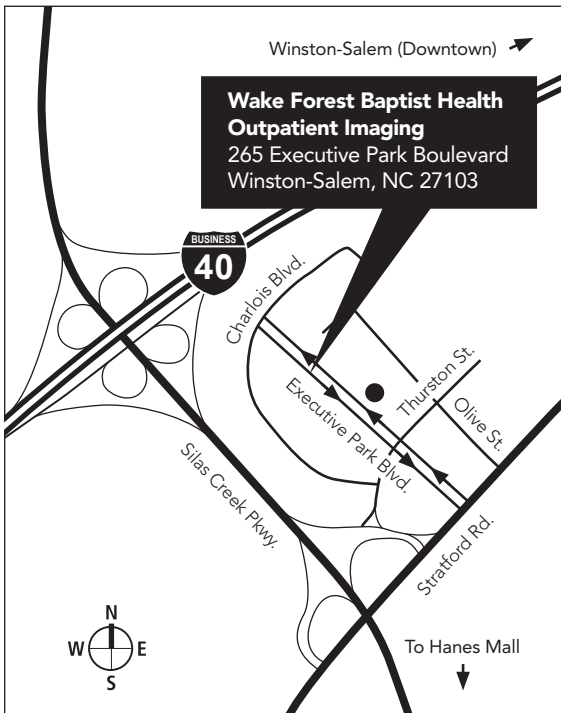 Winston-Salem (Downtown)
Wake Forest Baptist Health
Outpatient Imaging
265 Executive Park Boulevard
Winston-Salem, NC 27103
BUSINESS
40
Charlois Blvd.
Thurston St.
Executive Park Blvd.
Olive St.
Silas Creek Pkwy.
Stratford Rd.
N
W E
S
To Hanes Mall